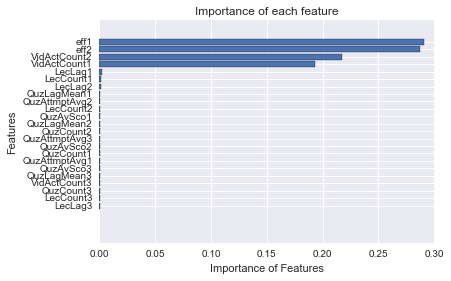 Importance of each feature
eff1
eff2
VidActCount2
VidActCount1
LecLag1
LecCount1
LecLag2
QuzLagMean1
QuzAttmptAvg2
LecCount2
QuzAvSco1
QuzLagMean2
QuzCount2
QuzAttmptAvg3
QuzAvSco2
QuzCount1
QuzAttmptAvg1
QuzAvSco3
QuzLagMean3
VidActCount3
QuzCount3
LecCount3
LecLag3
Features
0.00 0.05 0.10 0.15 0.20 0.25 0.30
Importance of Features